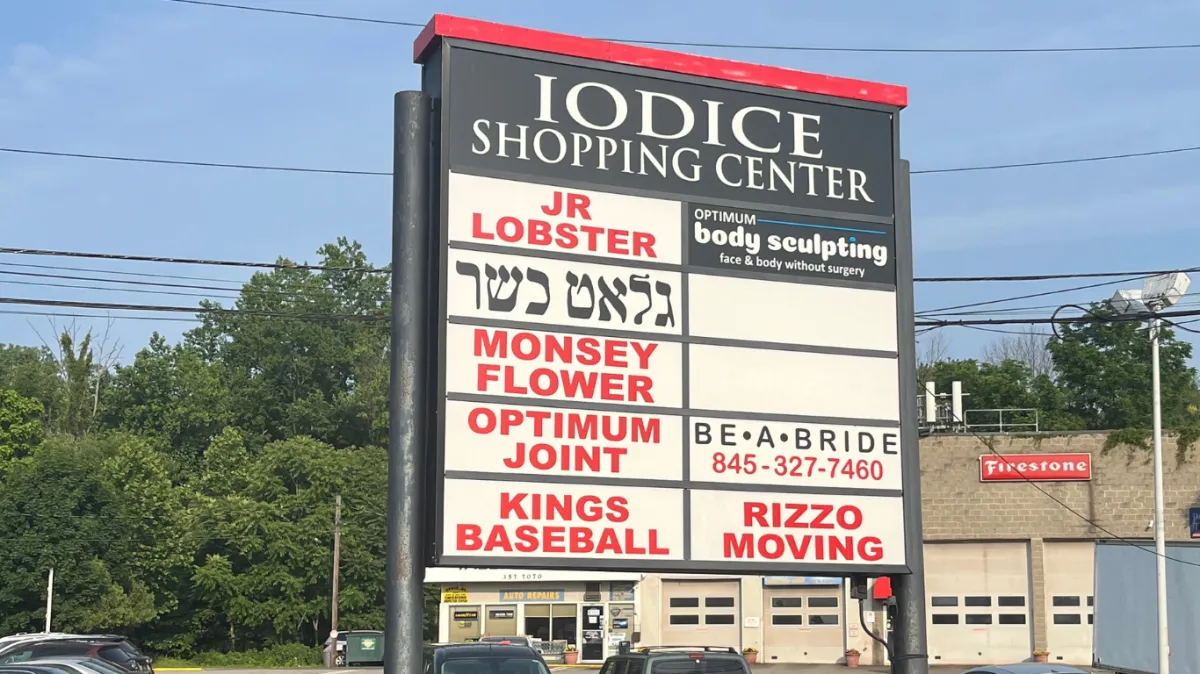 IODICE
SHOPPING CENTER
JR
LOBSTER
OPTIMUM
body sculpting
face & body without surgery
גלאט כשר
MONSEY
FLOWER
OPTIMUM
JOINT
BE•A•BRIDE
845-327-7460
KINGS
BASEBALL
RIZZO
MOVING
Firestone
AUTO REPAIRS